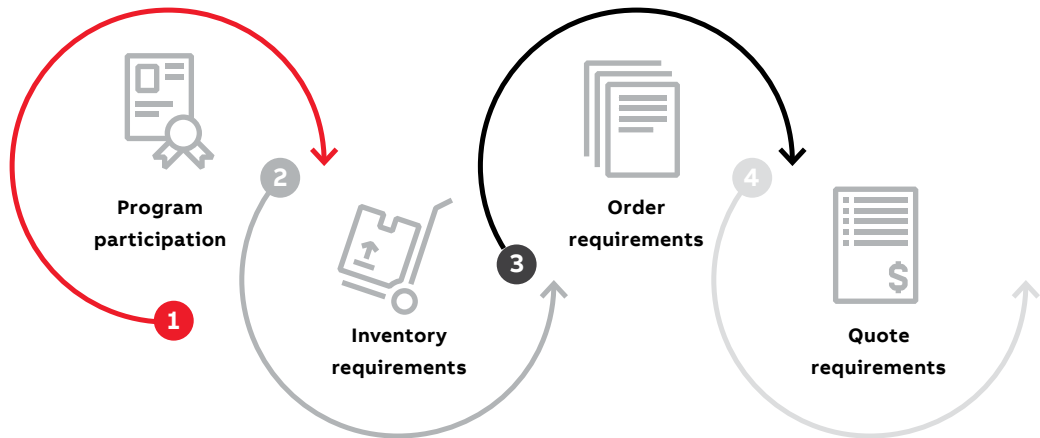 1
Program
participation
2
Inventory
requirements
3
Order
requirements
4
Quote
requirements
$